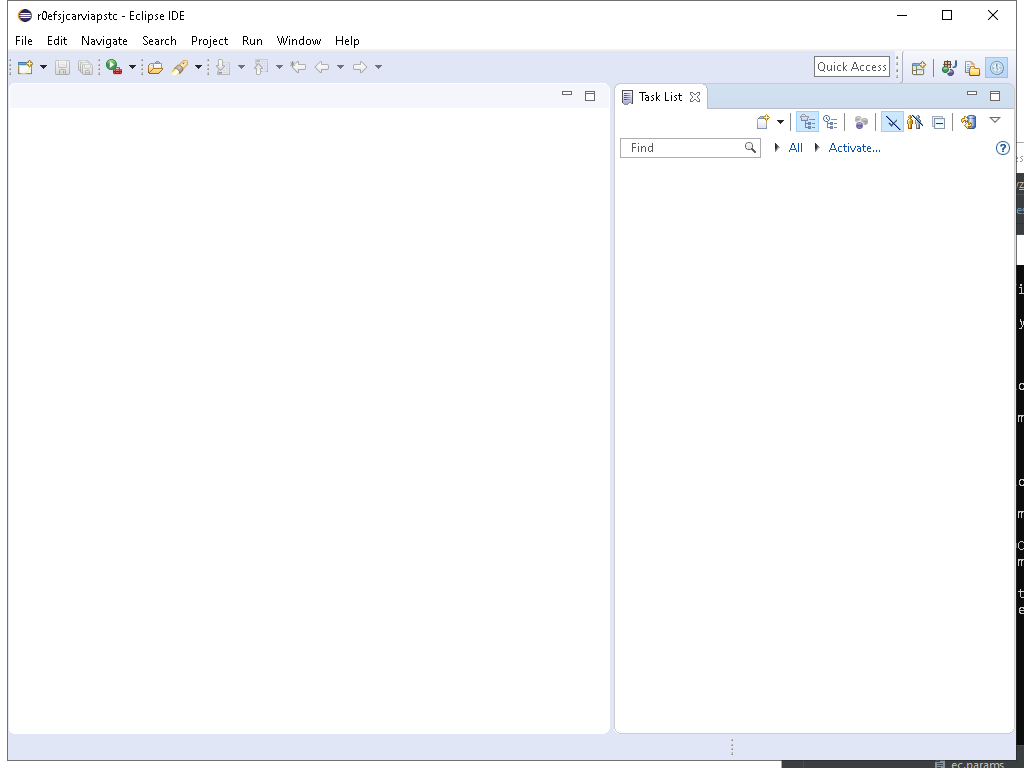 r0efsjcarviapstc - Eclipse IDE
File Edit Navigate Search Project Run Window Help
Quick Access
Task List
Find All Activate...
ec.params